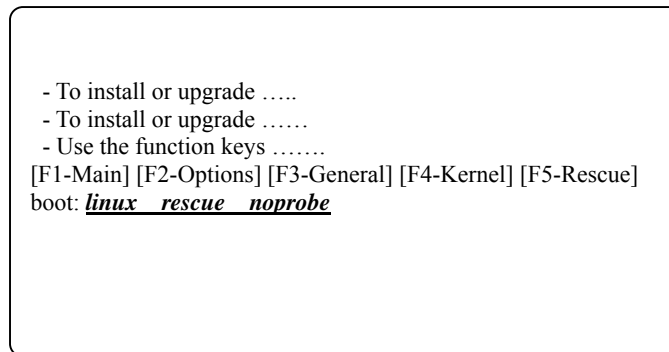 - To install or upgrade …..
- To install or upgrade ……
- Use the function keys …….
[F1-Main] [F2-Options] [F3-General] [F4-Kernel] [F5-Rescue]
boot: linux rescue noprobe